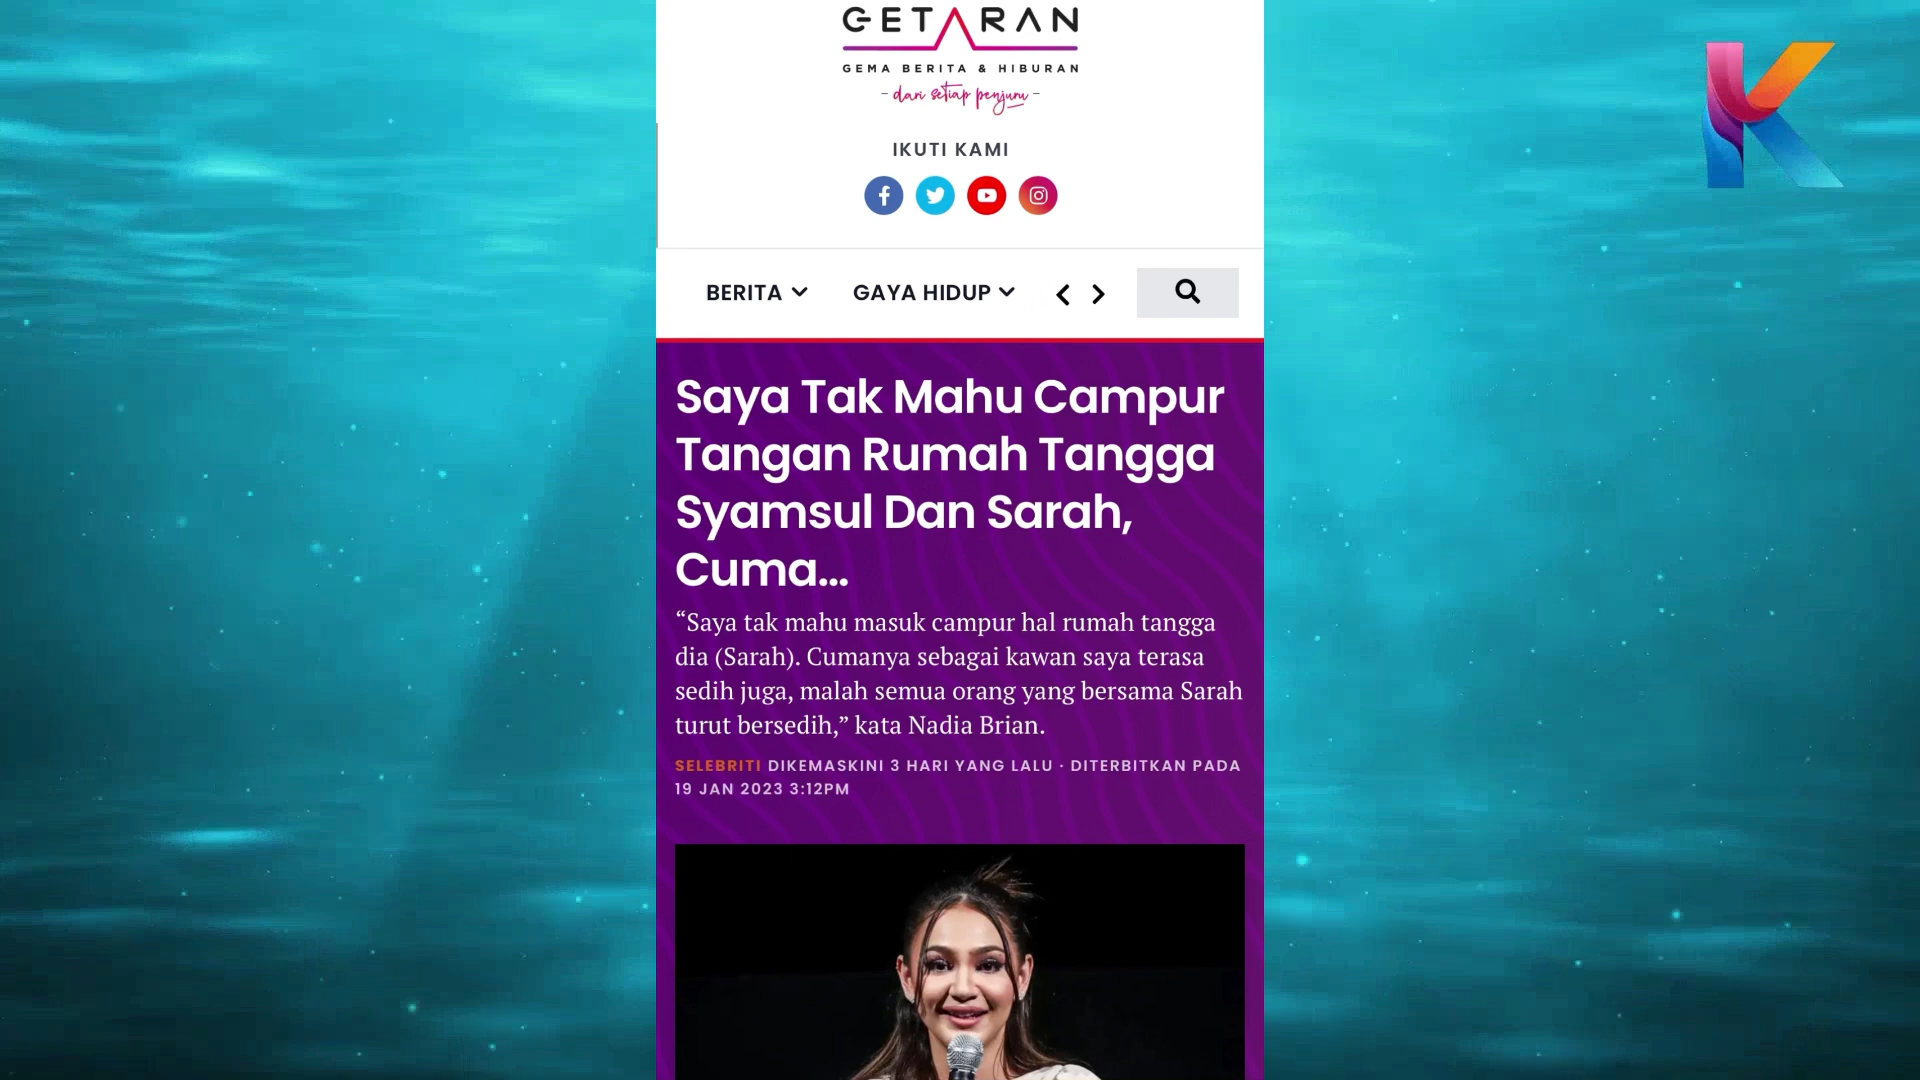 GETARAN
GEMA BERITA & HIBURAN
- dari setiap penjuru -
IKUTI KAMI
BERITA
GAYA HIDUP
Saya Tak Mahu Campur
Tangan Rumah Tangga
Syamsul Dan Sarah,
Cuma...
“Saya tak mahu masuk campur hal rumah tangga
dia (Sarah). Cumanya sebagai kawan saya terasa
sedih juga, malah semua orang yang bersama Sarah
turut bersedih,” kata Nadia Brian.
SELEBRITI DIKEMASKINI 3 HARI YANG LALU · DITERBITKAN PADA
19 JAN 2023 3:12PM
K